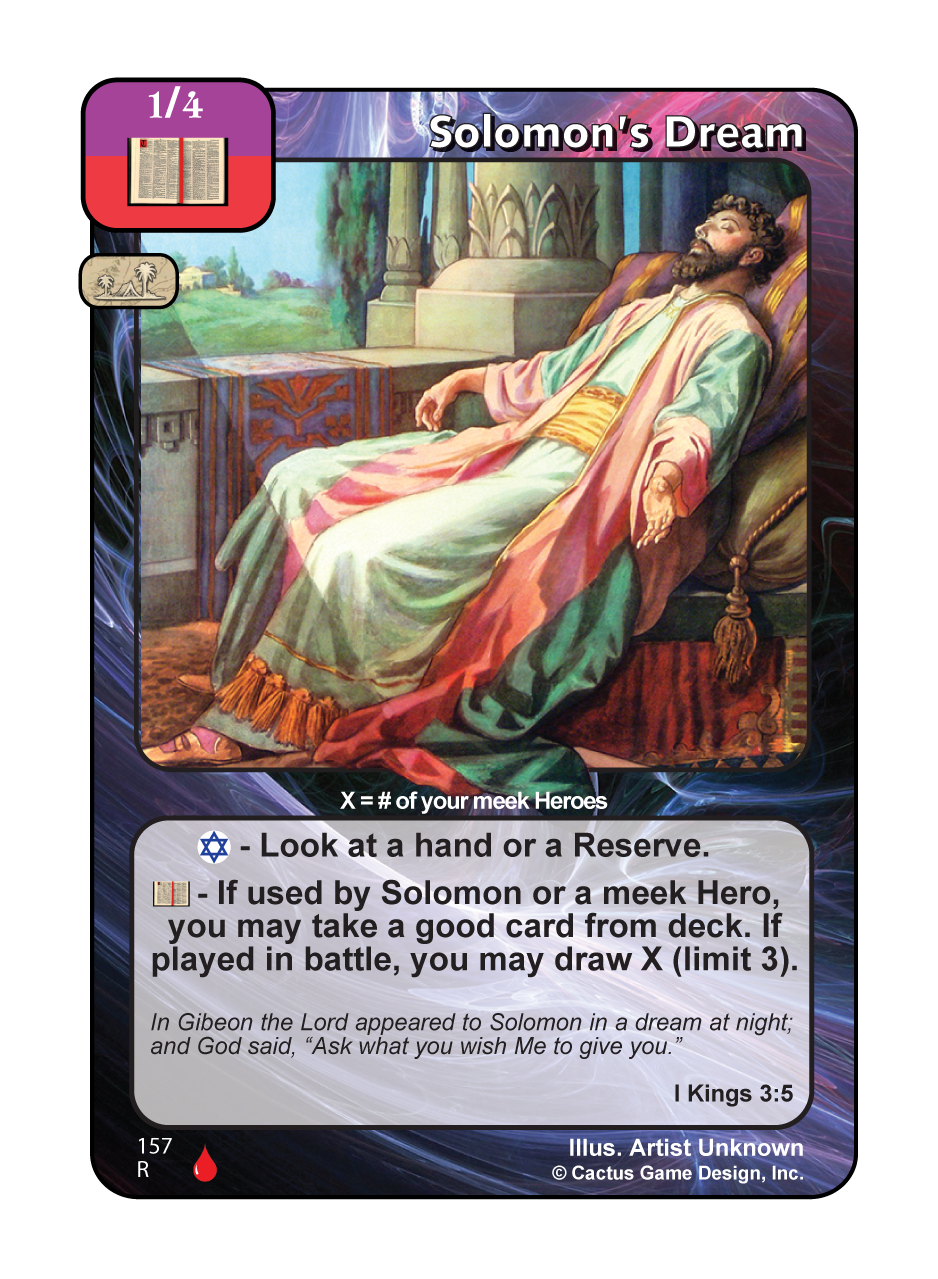 1/4
Solomon's Dream
X = # of your meek Heroes
- Look at a hand or a Reserve.
- If used by Solomon or a meek Hero,
you may take a good card from deck. If
played in battle, you may draw X (limit 3).
In Gibeon the Lord appeared to Solomon in a dream at night;
and God said, “Ask what you wish Me to give you.”
I Kings 3:5
157
R
Illus. Artist Unknown
© Cactus Game Design, Inc.